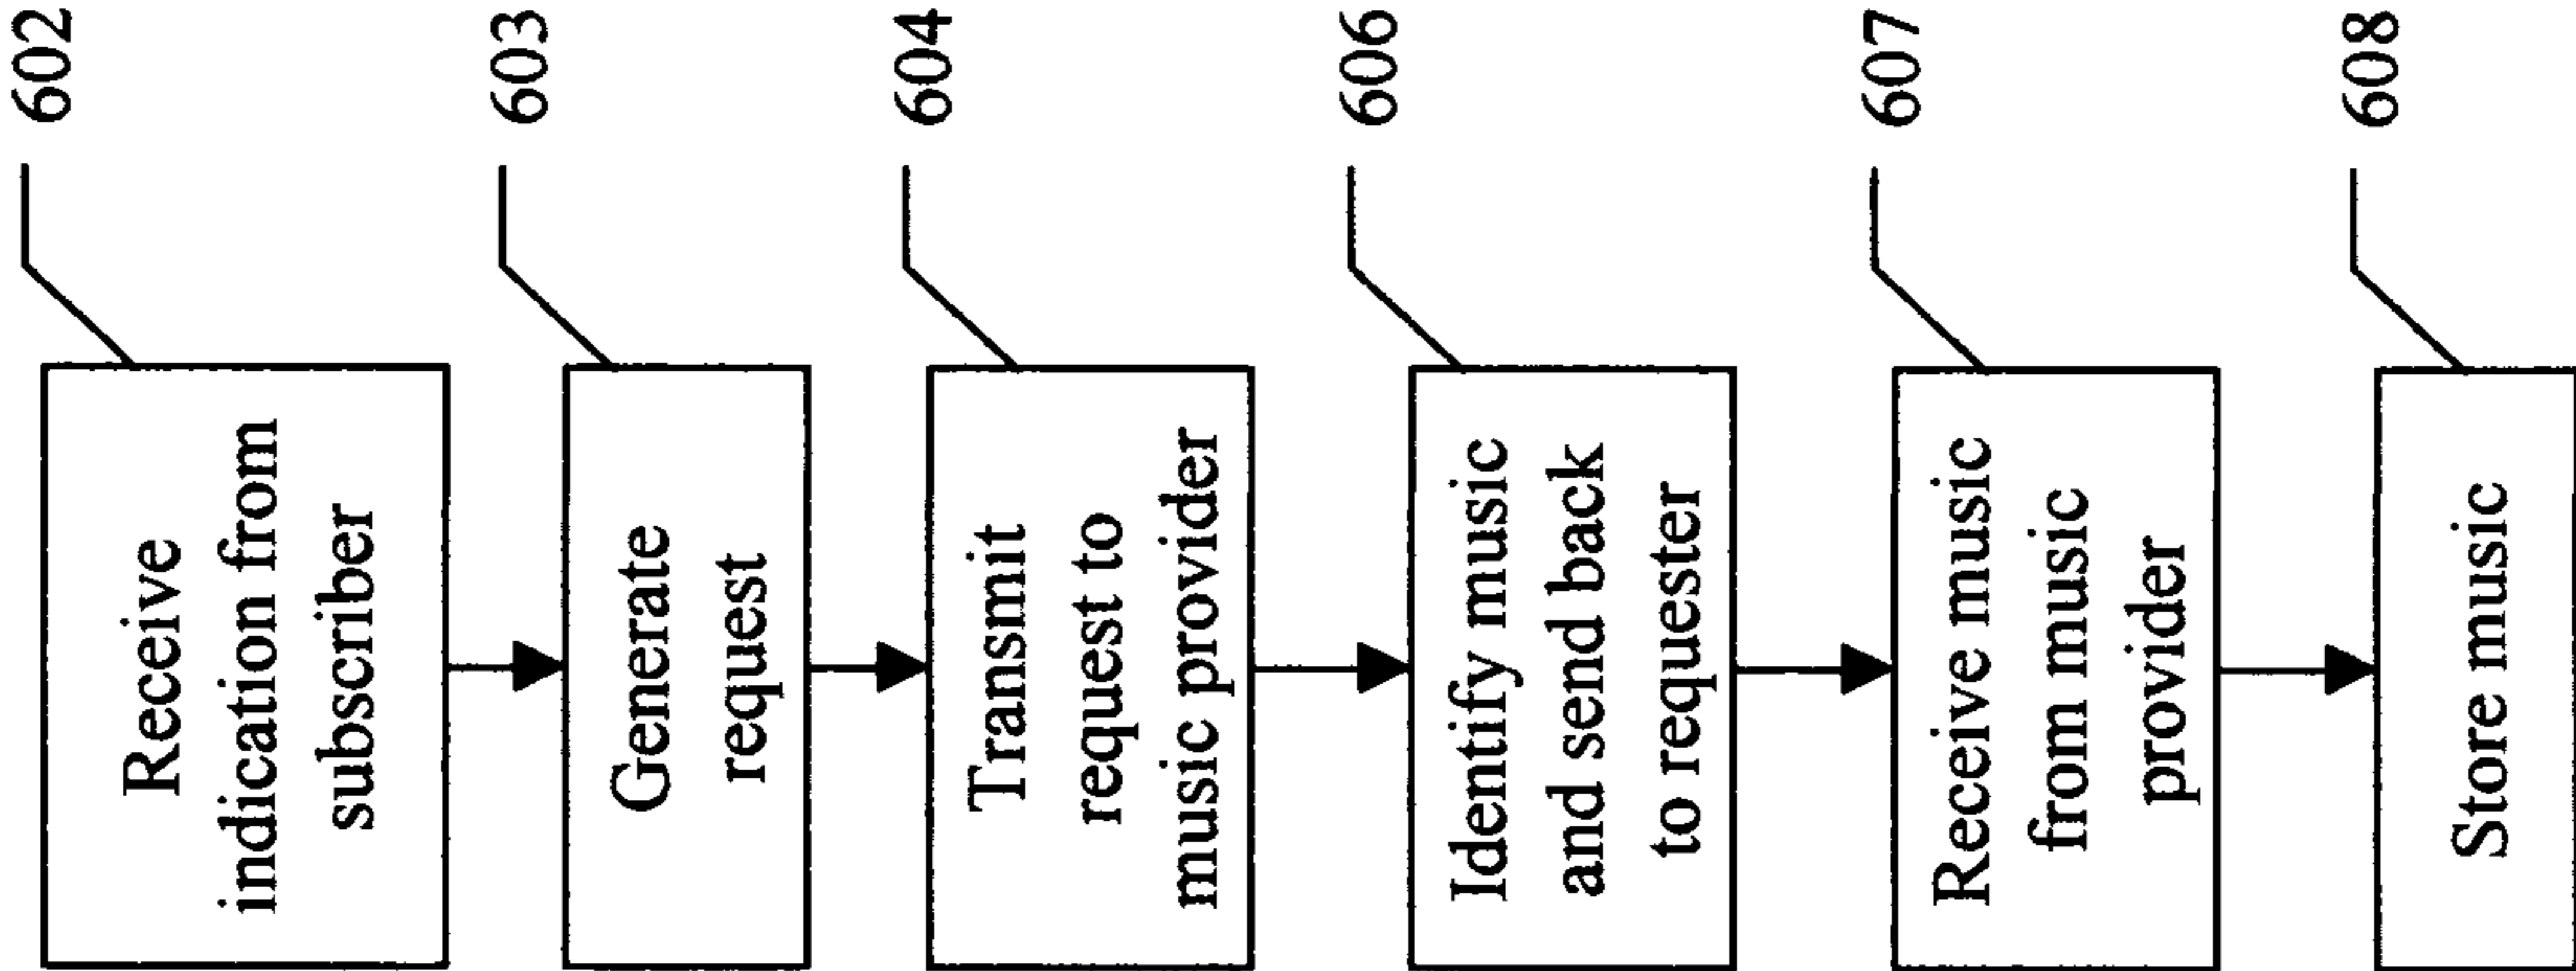 Receive
indication from
subscriber
602
Generate
request
603
Transmit
request to
music provider
604
Identify music
and send back
to requester
606
Receive music
from music
provider
607
Store music
608